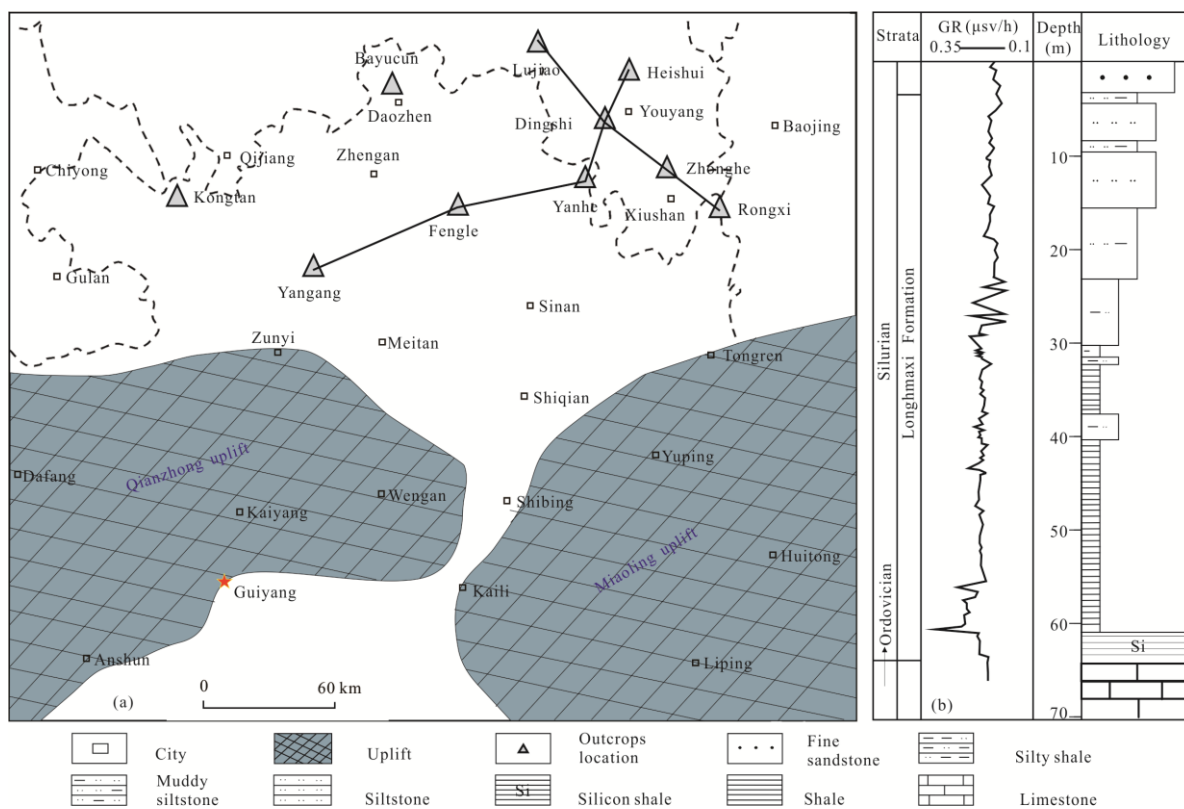 Bayucun
Lujiao
Heishui
Daozhen
Dingshi
Youyang
Baojing
Qijiang
Zhengan
Chiyong
Kongtan
Zhonghe
Yanhe
Xiushan
Rongxi
Fengle
Gulan
Yangang
Sinan
Zunyi
Meitan
Tongren
Shiqian
Qianzhong uplift
Yuping
Dafang
Wengan
Shibing
Kaiyang
Miaoling uplift
Huitong
Guiyang
Kaili
Anshun
Liping
(a)
0 60 km
Strata
GR (μsv/h)
0.35 0.1
Depth
(m)
Lithology
Silurian
Longhmaxi Formation
Ordovician
10
20
30
40
50
60
70
Si
(b)
City
Uplift
Outcrops
location
Fine
sandstone
Silty shale
Muddy
siltstone
Siltstone
Si
Silicon shale
Shale
Limestone